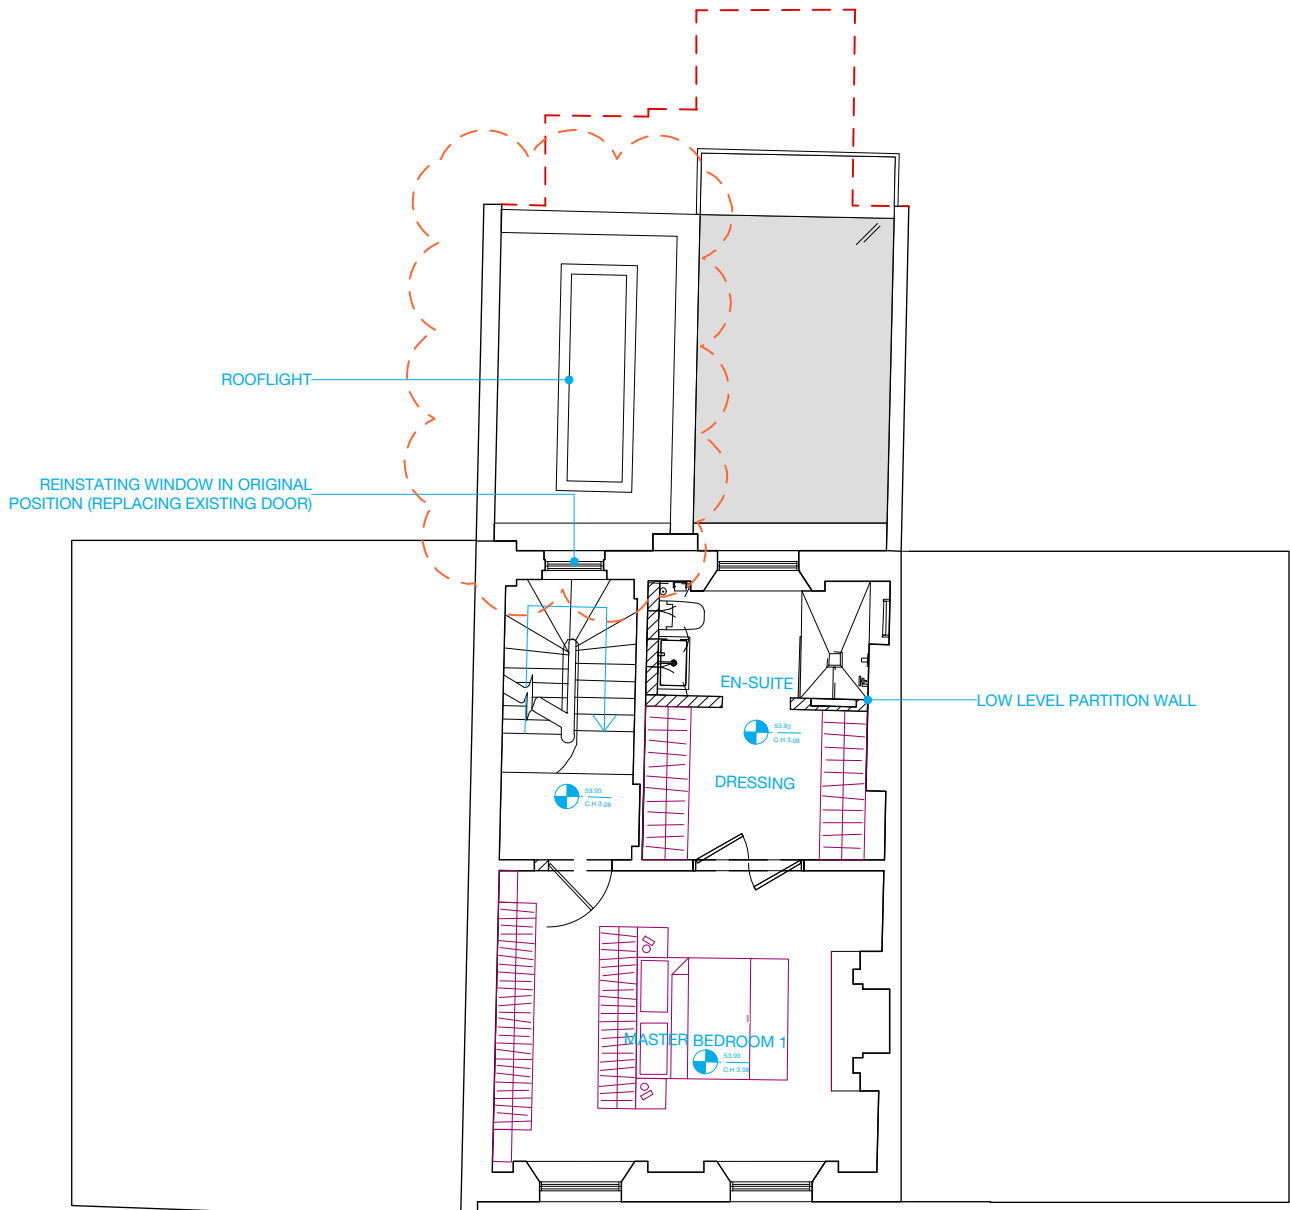 ROOFLIGHT
REINSTATING WINDOW IN ORIGINAL
POSITION (REPLACING EXISTING DOOR)
EN-SUITE
LOW LEVEL PARTITION WALL
53.93
C.H 3.08
DRESSING
53.93
C.H 3.08
MASTER BEDROOM 1
53.93
C.H 3.08